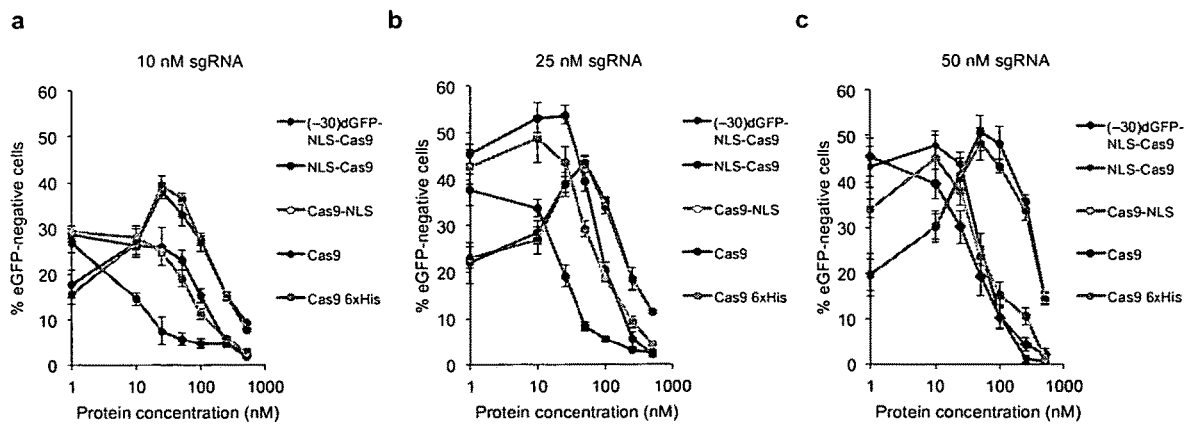 a
10 nM sgRNA
% eGFP-negative cells
60
50
40
30
20
10
0
1 10 100 1000
Protein concentration (nM)
(−30)dGFP-
NLS-Cas9
NLS-Cas9
Cas9-NLS
Cas9
Cas9 6xHis
b
25 nM sgRNA
% eGFP-negative cells
60
50
40
30
20
10
0
1 10 100 1000
Protein concentration (nM)
(−30)dGFP-
NLS-Cas9
NLS-Cas9
Cas9-NLS
Cas9
Cas9 6xHis
c
50 nM sgRNA
% eGFP-negative cells
60
50
40
30
20
10
0
1 10 100 1000
Protein concentration (nM)
(−30)dGFP-
NLS-Cas9
NLS-Cas9
Cas9-NLS
Cas9
Cas9 6xHis